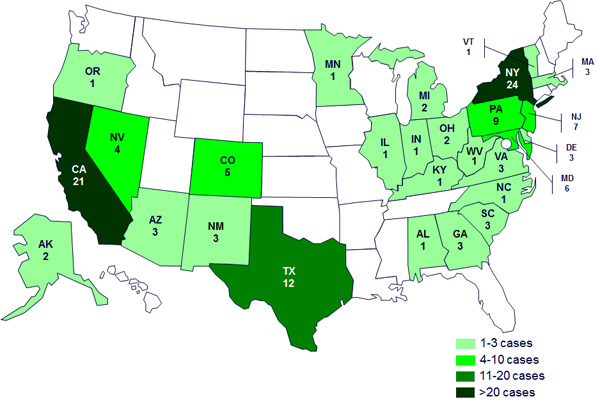 VT
1
MA
3
OR
1
MN
1
NY
24
MI
2
PA
9
NJ
7
NV
4
CO
5
IL
1
IN
1
OH
2
WV
1
DE
3
CA
21
KY
1
VA
3
MD
6
NC
1
AZ
3
NM
3
SC
3
AK
2
AL
1
GA
3
TX
12
1-3 cases
4-10 cases
11-20 cases
>20 cases